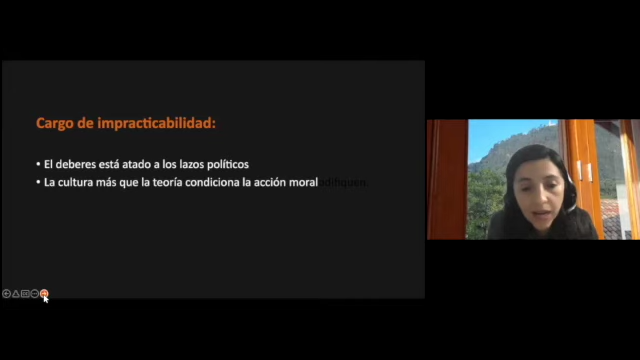 Cargo de impracticabilidad:
• El deberes está atado a los lazos políticos
• La cultura más que la teoría condiciona la acción moral